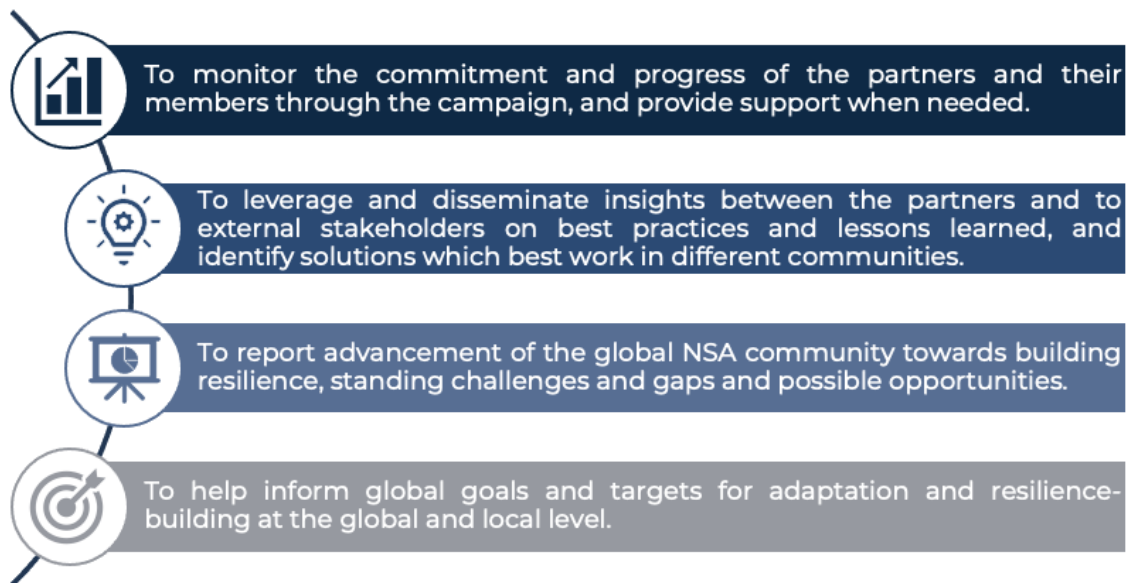 To monitor the commitment and progress of the partners and their
members through the campaign, and provide support when needed.
To leverage and disseminate insights between the partners and to
external stakeholders on best practices and lessons learned, and
identify solutions which best work in different communities.
To report advancement of the global NSA community towards building
resilience, standing challenges and gaps and possible opportunities.
To help inform global goals and targets for adaptation and resilience-
building at the global and local level.